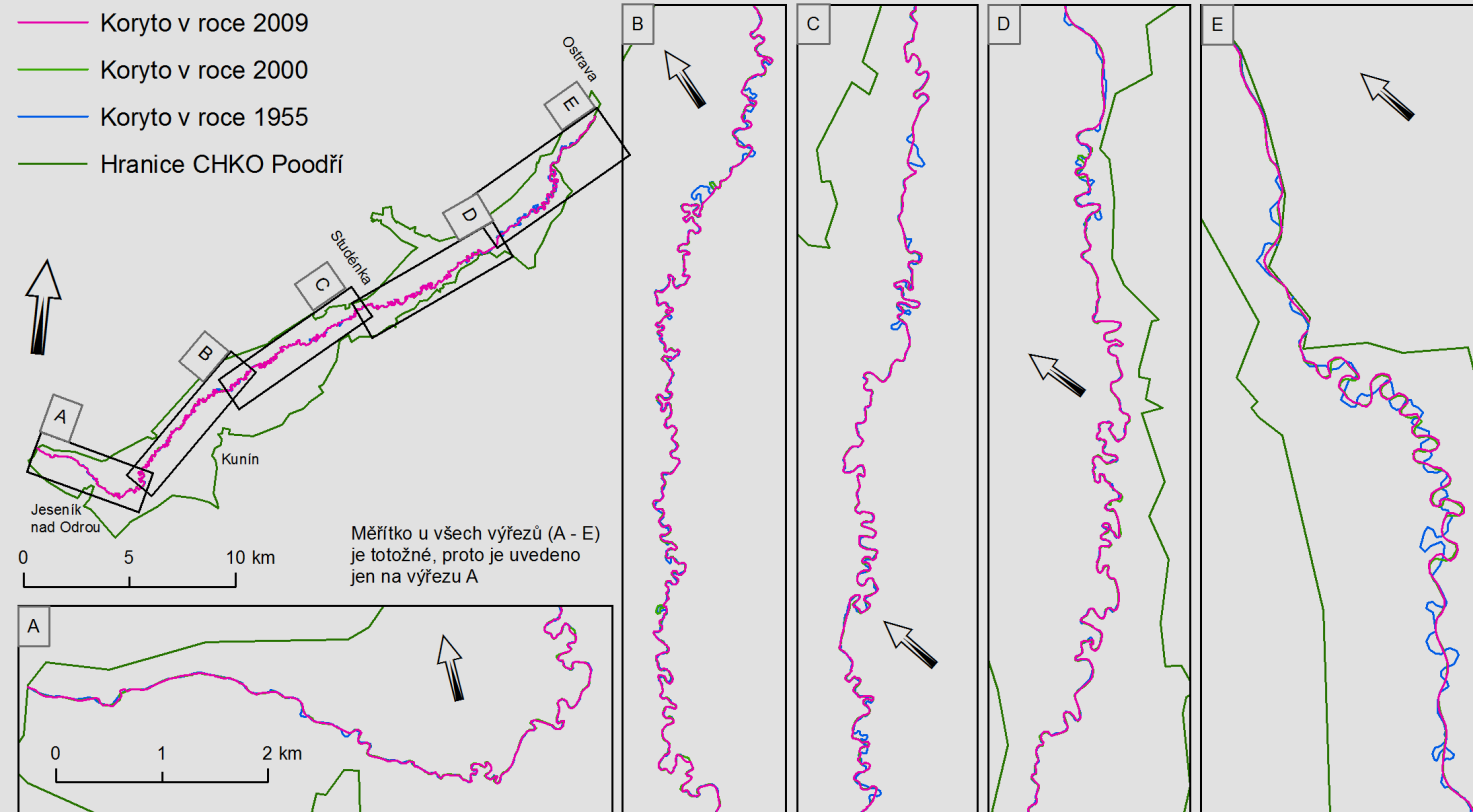 Koryto v roce 2009
Koryto v roce 2000
Koryto v roce 1955
Hranice CHKO Poodří
Ostrava
E
D
Studénka
C
B
A
Kunín
Jeseník
nad Odrou
0 5 10 km
Měřítko u všech výřezů (A - E)
je totožné, proto je uvedeno
jen na výřezu A
A
0 1 2 km
B
C
D
E